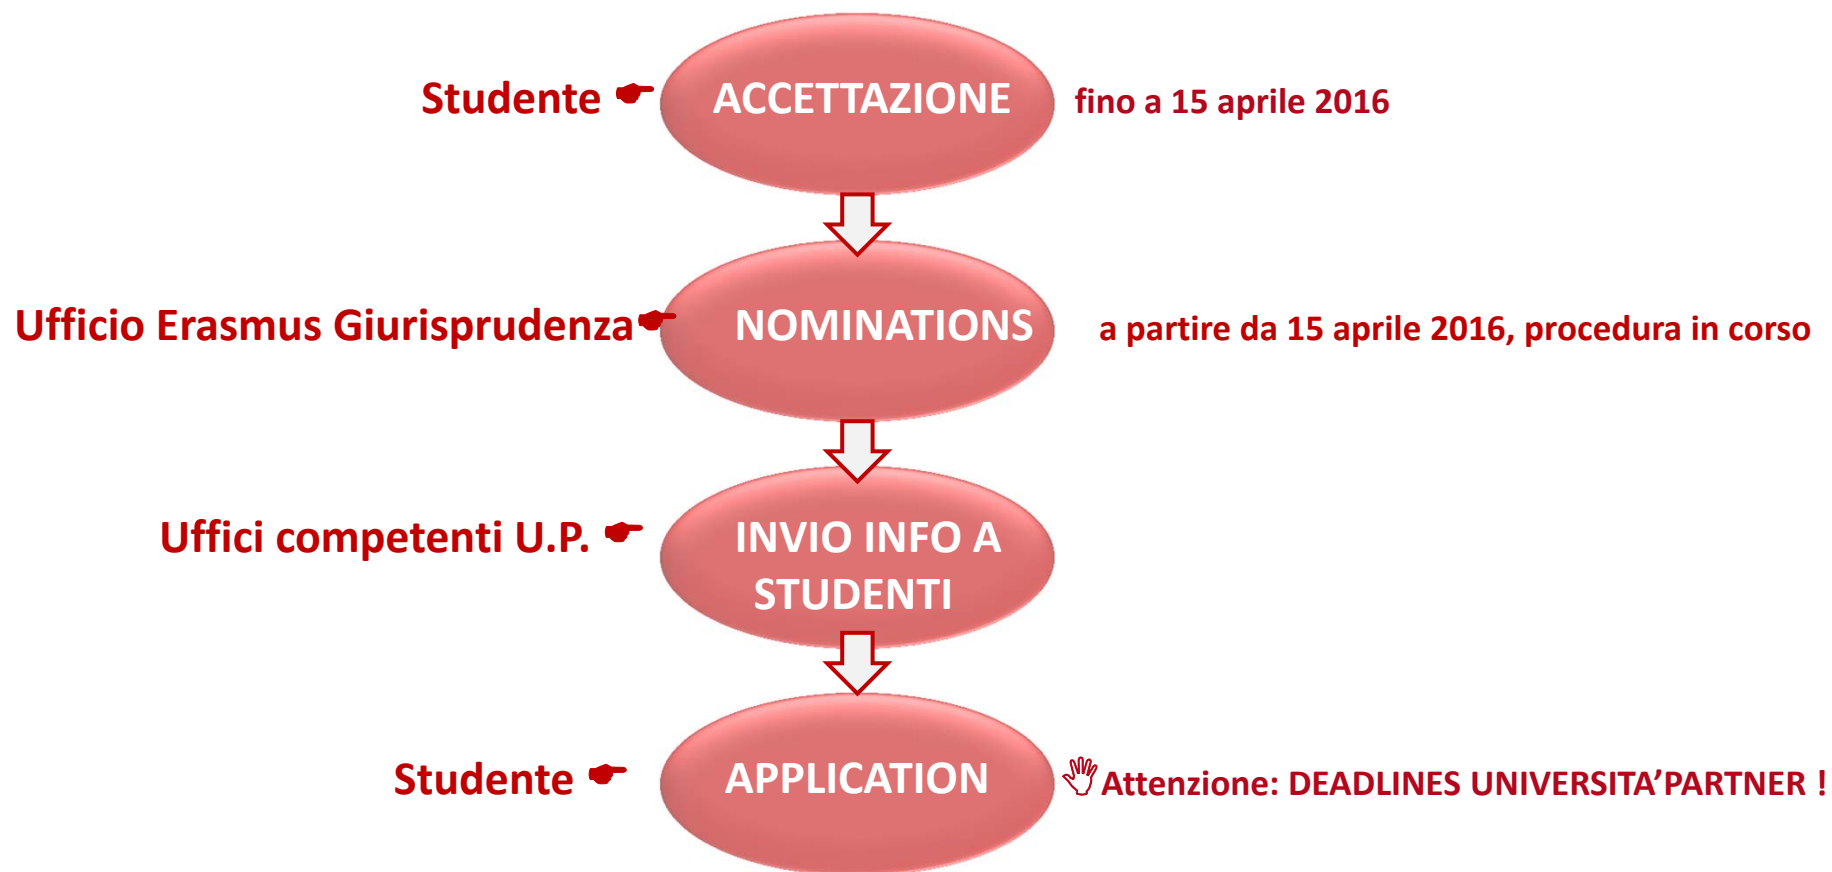 Studente ☛ ACCETTAZIONE fino a 15 aprile 2016
Ufficio Erasmus Giurisprudenza☛ NOMINATIONS a partire da 15 aprile 2016, procedura in corso
Uffici competenti U.P. ☛ INVIO INFO A
STUDENTI
Studente ☛ APPLICATION Attenzione: DEADLINES UNIVERSITA’PARTNER !